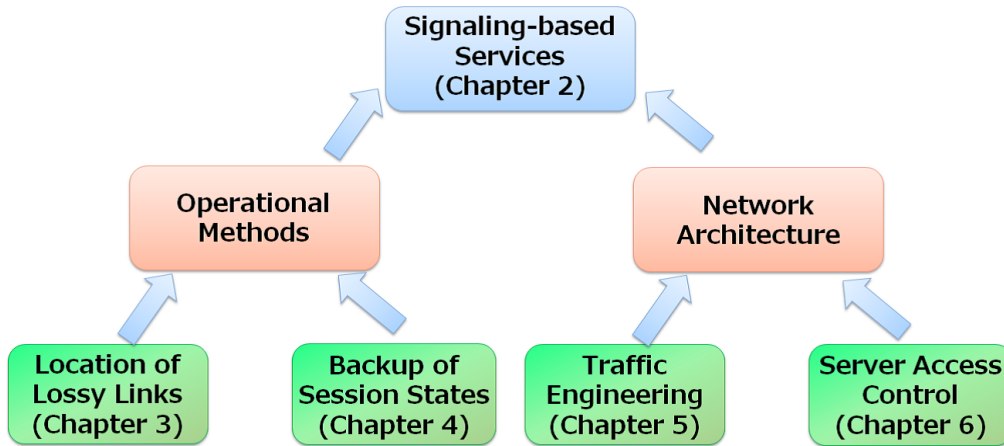 Signaling-based
Services
(Chapter 2)
Operational
Methods
Network
Architecture
Location of
Lossy Links
(Chapter 3)
Backup of
Session States
(Chapter 4)
Traffic
Engineering
(Chapter 5)
Server Access
Control
(Chapter 6)